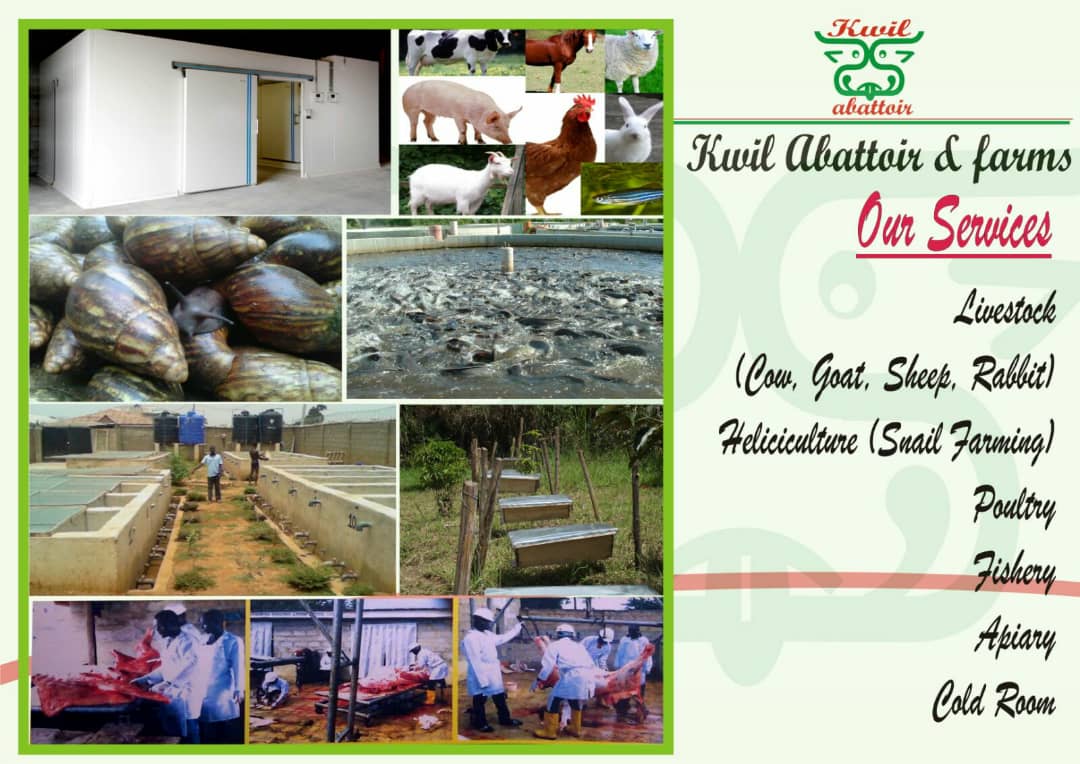 Kwil
abattoir
Kwil Abattoir & farms
Our Services
Livestock
(Cow, Goat, Sheep, Rabbit)
Heliciculture (Snail Farming)
Poultry
Fishery
Apiary
Cold Room
10